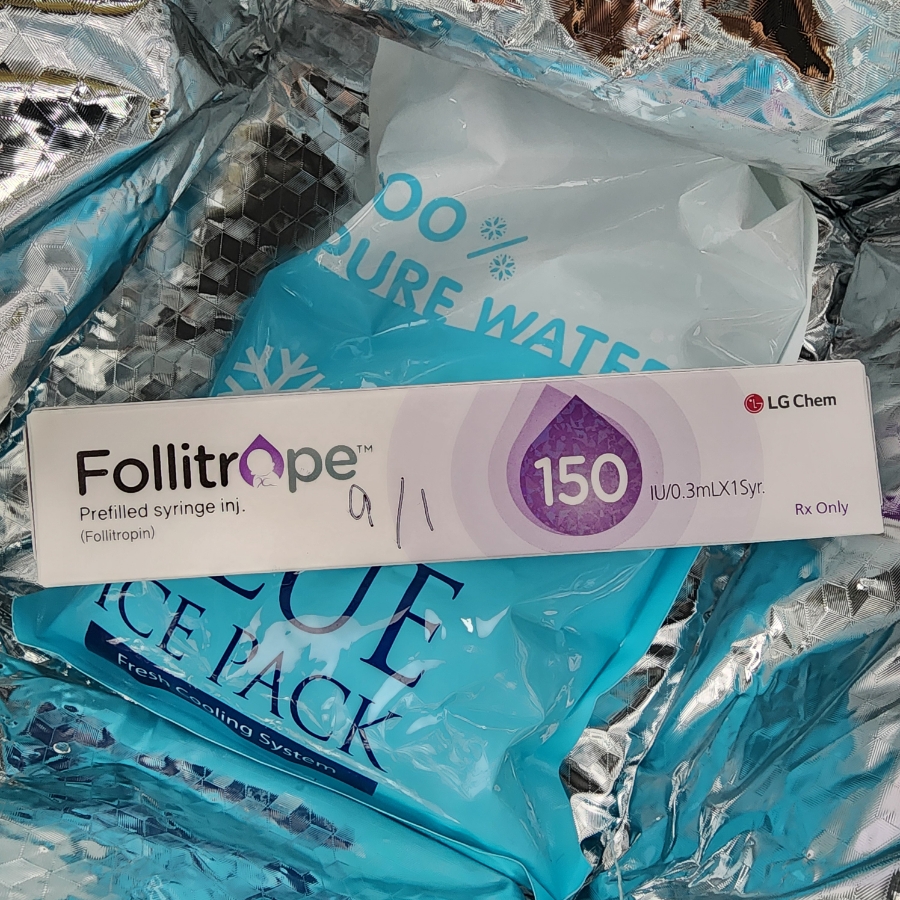 PURE WATER
Follitrope™
Prefilled syringe inj.
(Follitropin)
9/1
150
IU/0.3mLX1Syr.
LG Chem
Rx Only
ICE PACK
Fresh Cooling System